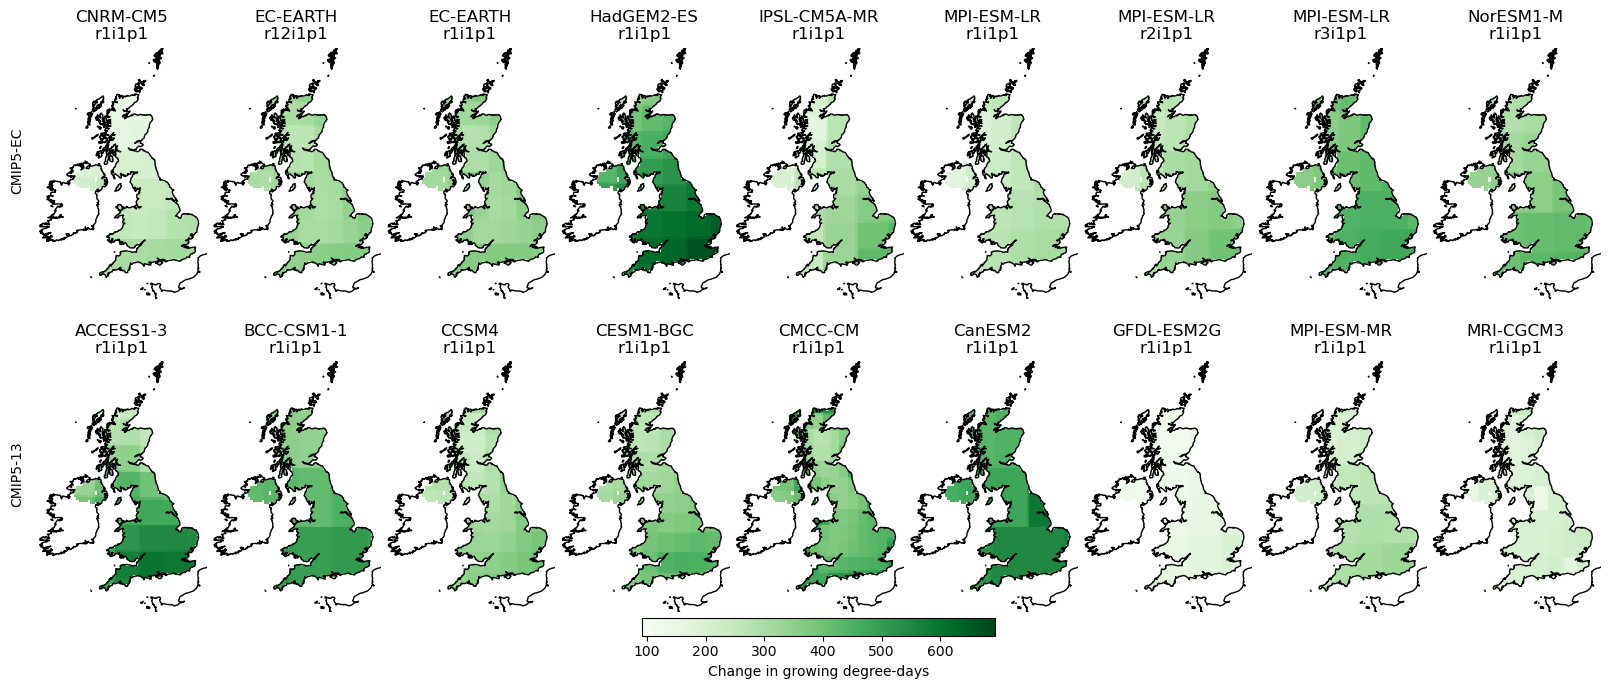 CNRM-CM5
r1i1p1
EC-EARTH
r12i1p1
EC-EARTH
r1i1p1
HadGEM2-ES
r1i1p1
IPSL-CM5A-MR
r1i1p1
MPI-ESM-LR
r1i1p1
MPI-ESM-LR
r2i1p1
MPI-ESM-LR
r3i1p1
NorESM1-M
r1i1p1
CMIP5-EC
ACCESS1-3
r1i1p1
BCC-CSM1-1
r1i1p1
CCSM4
r1i1p1
CESM1-BGC
r1i1p1
CMCC-CM
r1i1p1
CanESM2
r1i1p1
GFDL-ESM2G
r1i1p1
MPI-ESM-MR
r1i1p1
MRI-CGCM3
r1i1p1
CMIP5-13
100 200 300 400 500 600
Change in growing degree-days